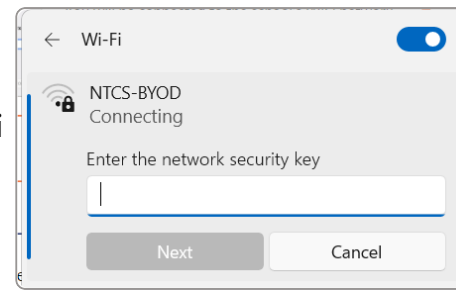 Wi-Fi
NTCS-BYOD
Connecting
i
Enter the network security key
Next
Cancel
e